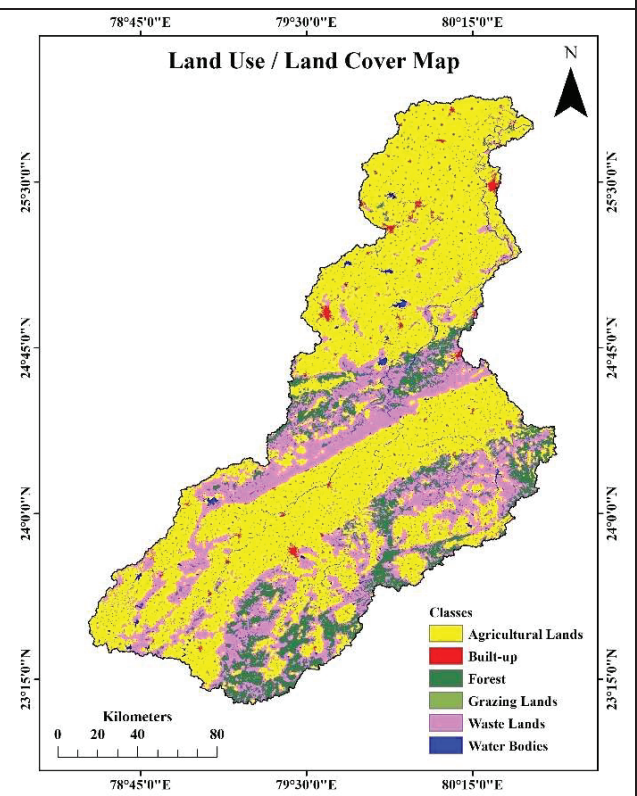 78°45'0"E 79°30'0"E 80°15'0"E
Land Use / Land Cover Map
N
25°30'0"N 25°30'0"N
24°45'0"N 24°45'0"N
24°0'0"N 24°0'0"N
23°15'0"N 23°15'0"N
Classes
Agricultural Lands
Built-up
Forest
Grazing Lands
Waste Lands
Water Bodies
Kilometers
0 20 40 80
78°45'0"E 79°30'0"E 80°15'0"E